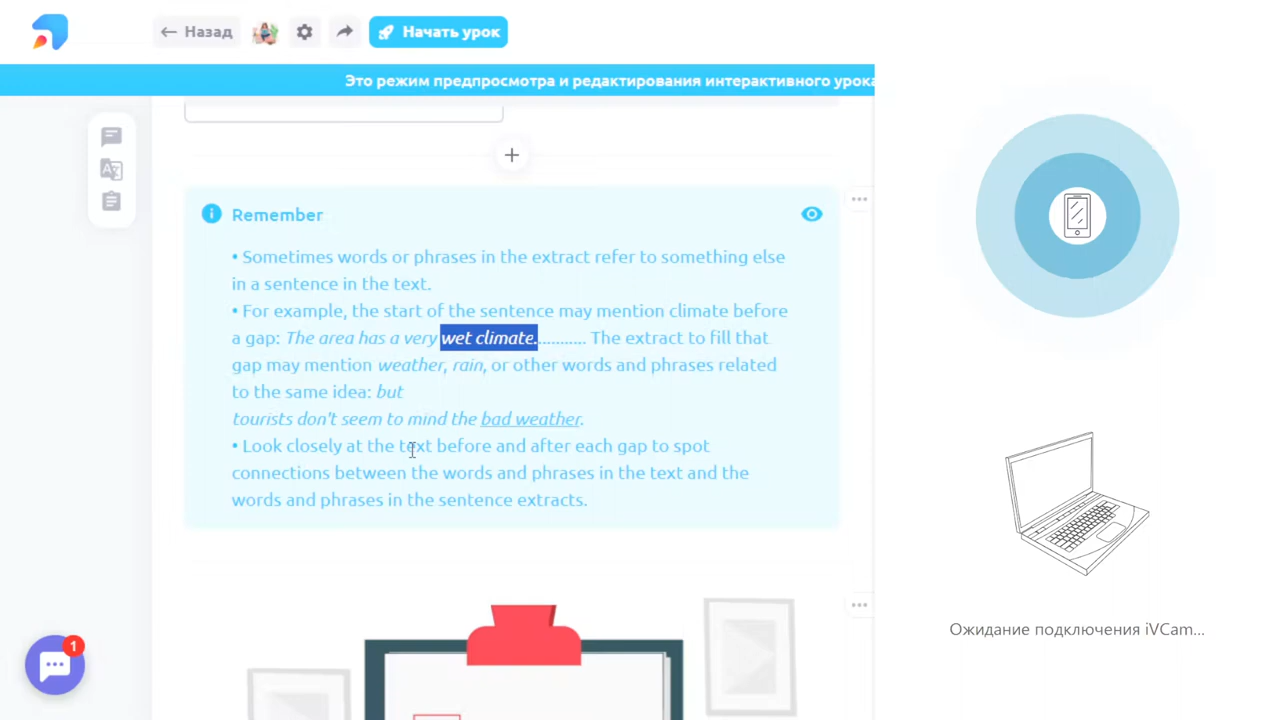 Назад
Начать урок
Это режим предпросмотра и редактирования интерактивного урока
Remember
• Sometimes words or phrases in the extract refer to something else
in a sentence in the text.
• For example, the start of the sentence may mention climate before
a gap: The area has a very wet climate............ The extract to fill that
gap may mention weather, rain, or other words and phrases related
to the same idea: but
tourists don't seem to mind the bad weather.
• Look closely at the text before and after each gap to spot
connections between the words and phrases in the text and the
words and phrases in the sentence extracts.
1
Ожидание подключения iVCam...